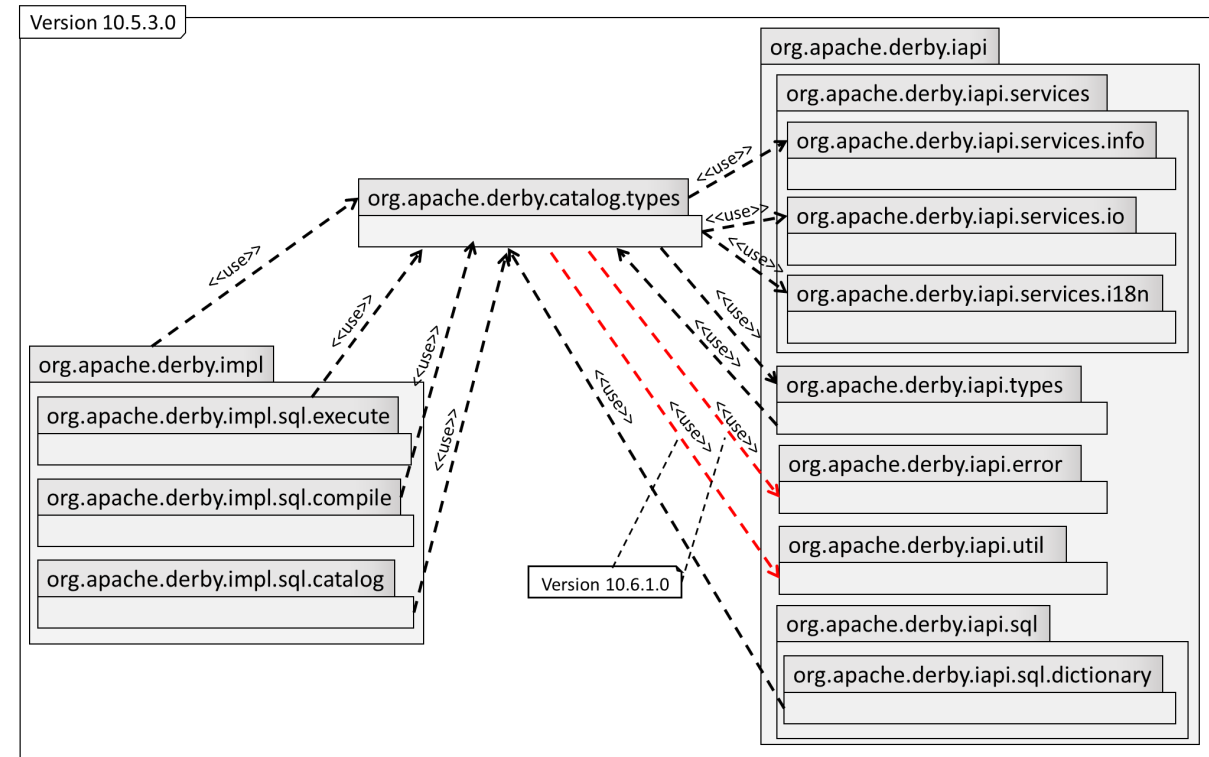 Version 10.5.3.0
org.apache.derby.iapi
org.apache.derby.iapi.services
org.apache.derby.iapi.services.info
<<use>>
org.apache.derby.catalog.types
<<use>>
org.apache.derby.iapi.services.io
<<use>>
<<use>>
org.apache.derby.iapi.services.i18n
<<use>>
<<use>>
<<use>>
<<use>>
org.apache.derby.impl
org.apache.derby.iapi.types
<<use>>
<<use>>
<<use>>
org.apache.derby.impl.sql.execute
<<use>>
org.apache.derby.iapi.error
org.apache.derby.impl.sql.compile
org.apache.derby.iapi.util
org.apache.derby.impl.sql.catalog
Version 10.6.1.0
org.apache.derby.iapi.sql
org.apache.derby.iapi.sql.dictionary